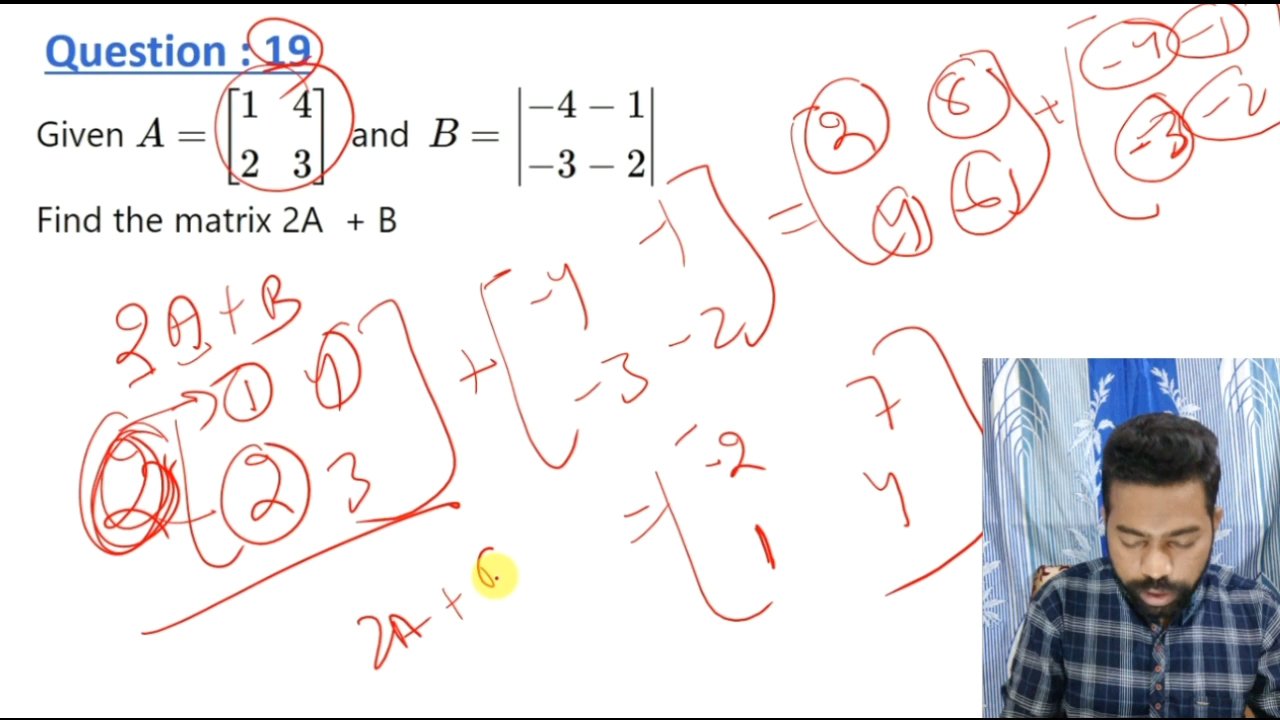 Question : 19
Given A = [1 4 2 3] and B = |−4 − 1 −3 − 2|
Find the matrix 2A + B
2A + B
2 [1 4 2 3] + [-4 -1 -3 -2] = [2 8 4 6] + [-4 -1 -3 -2]
= [-2 7 1 4]
2A + B